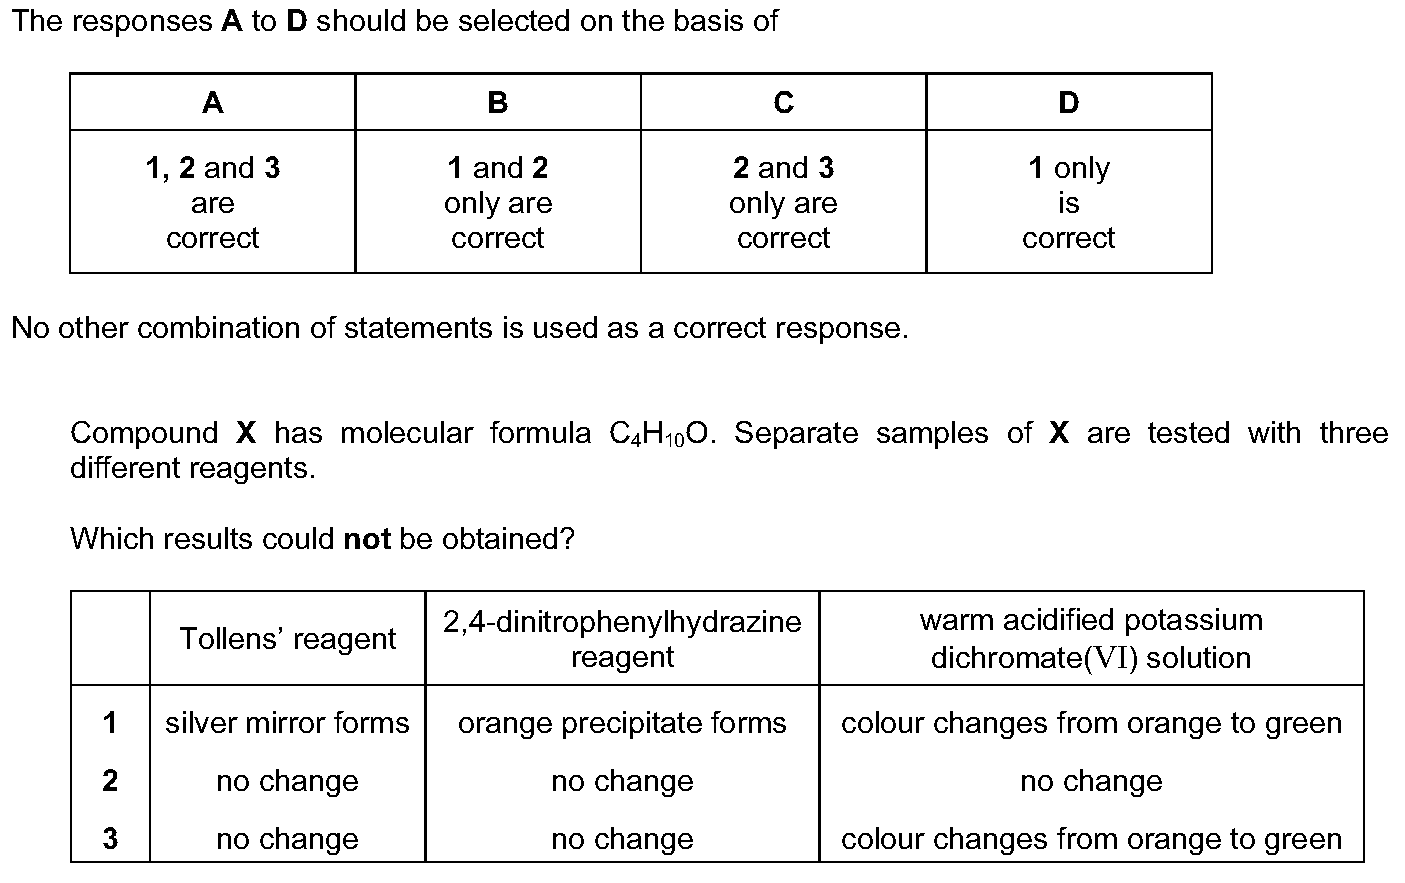 The responses A to D should be selected on the basis of
A B C D
1, 2 and 3 1 and 2 2 and 3 1 only
are only are only are is
correct correct correct correct
No other combination of statements is used as a correct response.
Compound X has molecular formula C₄H₁₀O. Separate samples of X are tested with three
different reagents.
Which results could not be obtained?
Tollens’ reagent 2,4-dinitrophenylhydrazine reagent warm acidified potassium dichromate(VI) solution
1 silver mirror forms orange precipitate forms colour changes from orange to green
2 no change no change no change
3 no change no change colour changes from orange to green